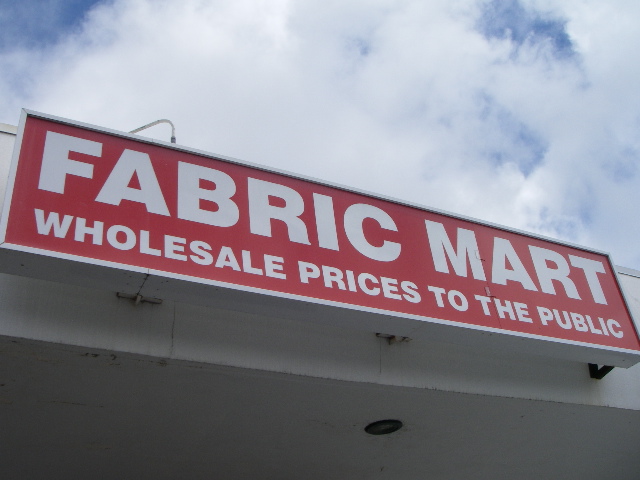 FABRIC MART
WHOLESALE PRICES TO THE PUBLIC